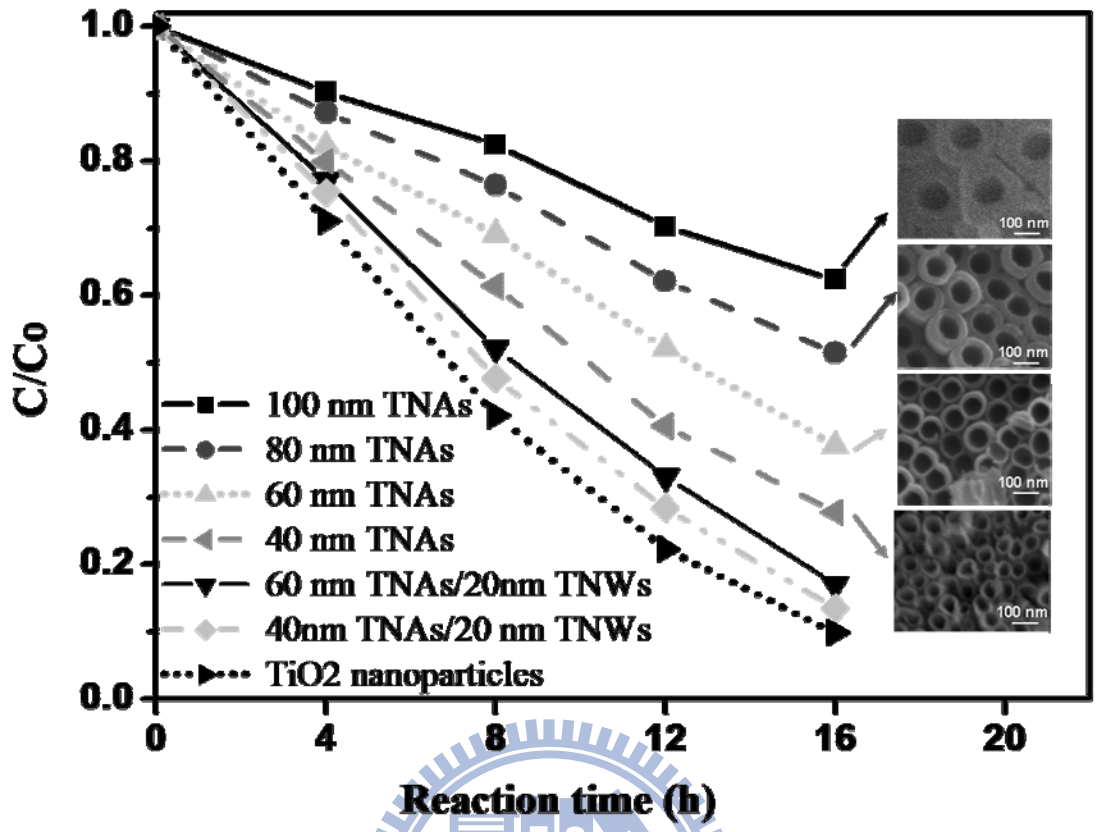 1.0
0.8
0.6
0.4
0.2
0.0
C/Co
100 nm TNAs
80 nm TNAs
60 nm TNAs
40 nm TNAs
60 nm TNAs/20nm TNWs
40nm TNAs/20 nm TNWs
TiO2 nanoparticles
100 nm
100 nm
100 nm
100 nm
0 4 8 12 16 20
Reaction time (h)